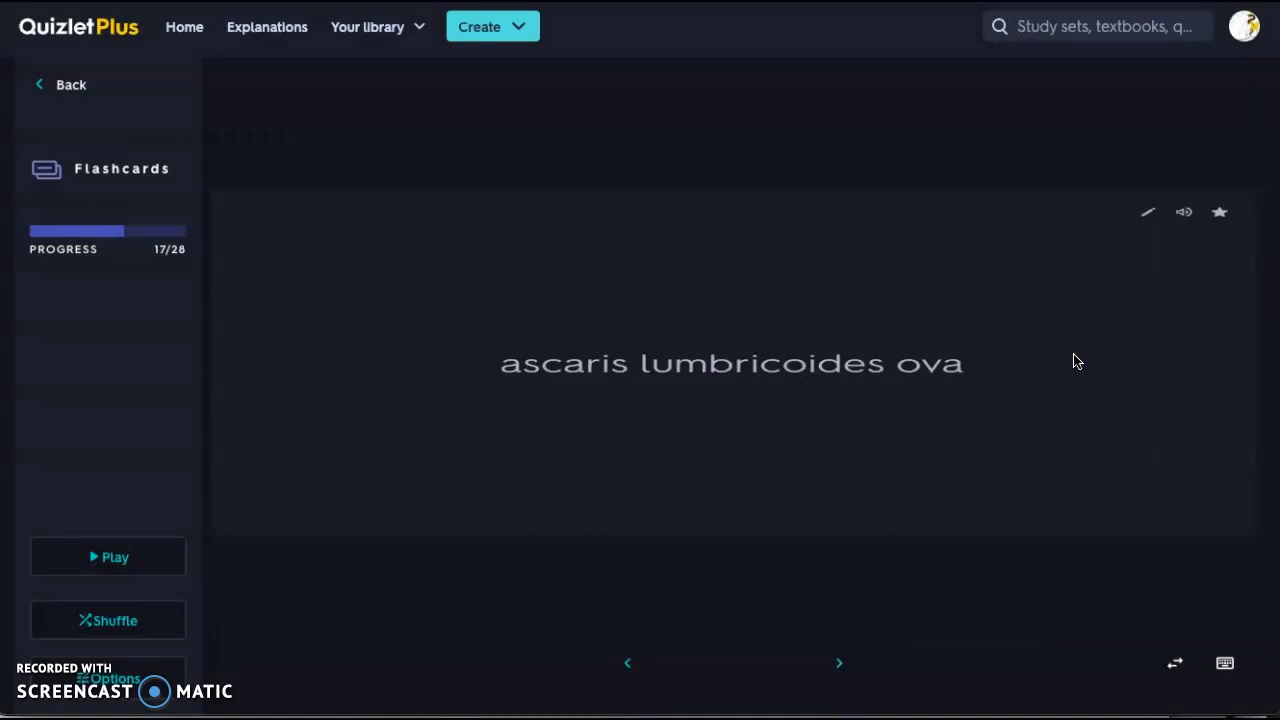 QuizletPlus Home Explanations Your library Create Study sets, textbooks, q...
Back
Flashcards
PROGRESS 17/28
ascaris lumbricoides ova
Play
Shuffle
Options
RECORDED WITH
SCREENCAST MATIC